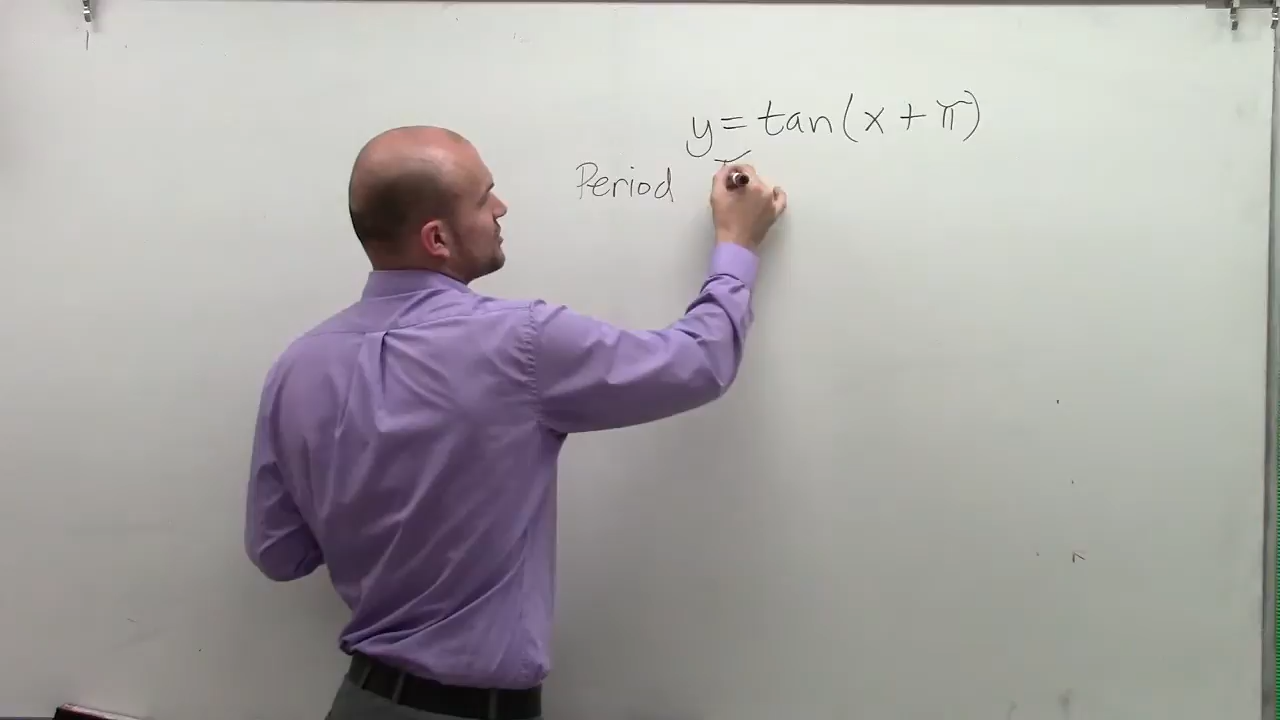 y = tan(x + π)
Period